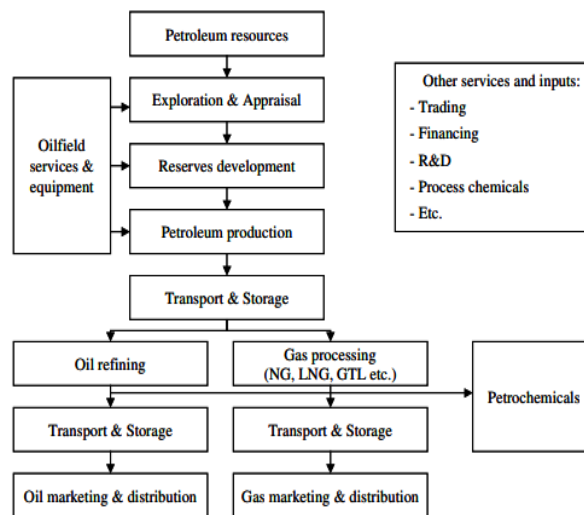 Petroleum resources
Exploration & Appraisal
Oilfield
services &
equipment
Reserves development
Petroleum production
Other services and inputs:
- Trading
- Financing
- R&D
- Process chemicals
- Etc.
Transport & Storage
Oil refining
Gas processing
(NG, LNG, GTL etc.)
Petrochemicals
Transport & Storage
Transport & Storage
Oil marketing & distribution
Gas marketing & distribution